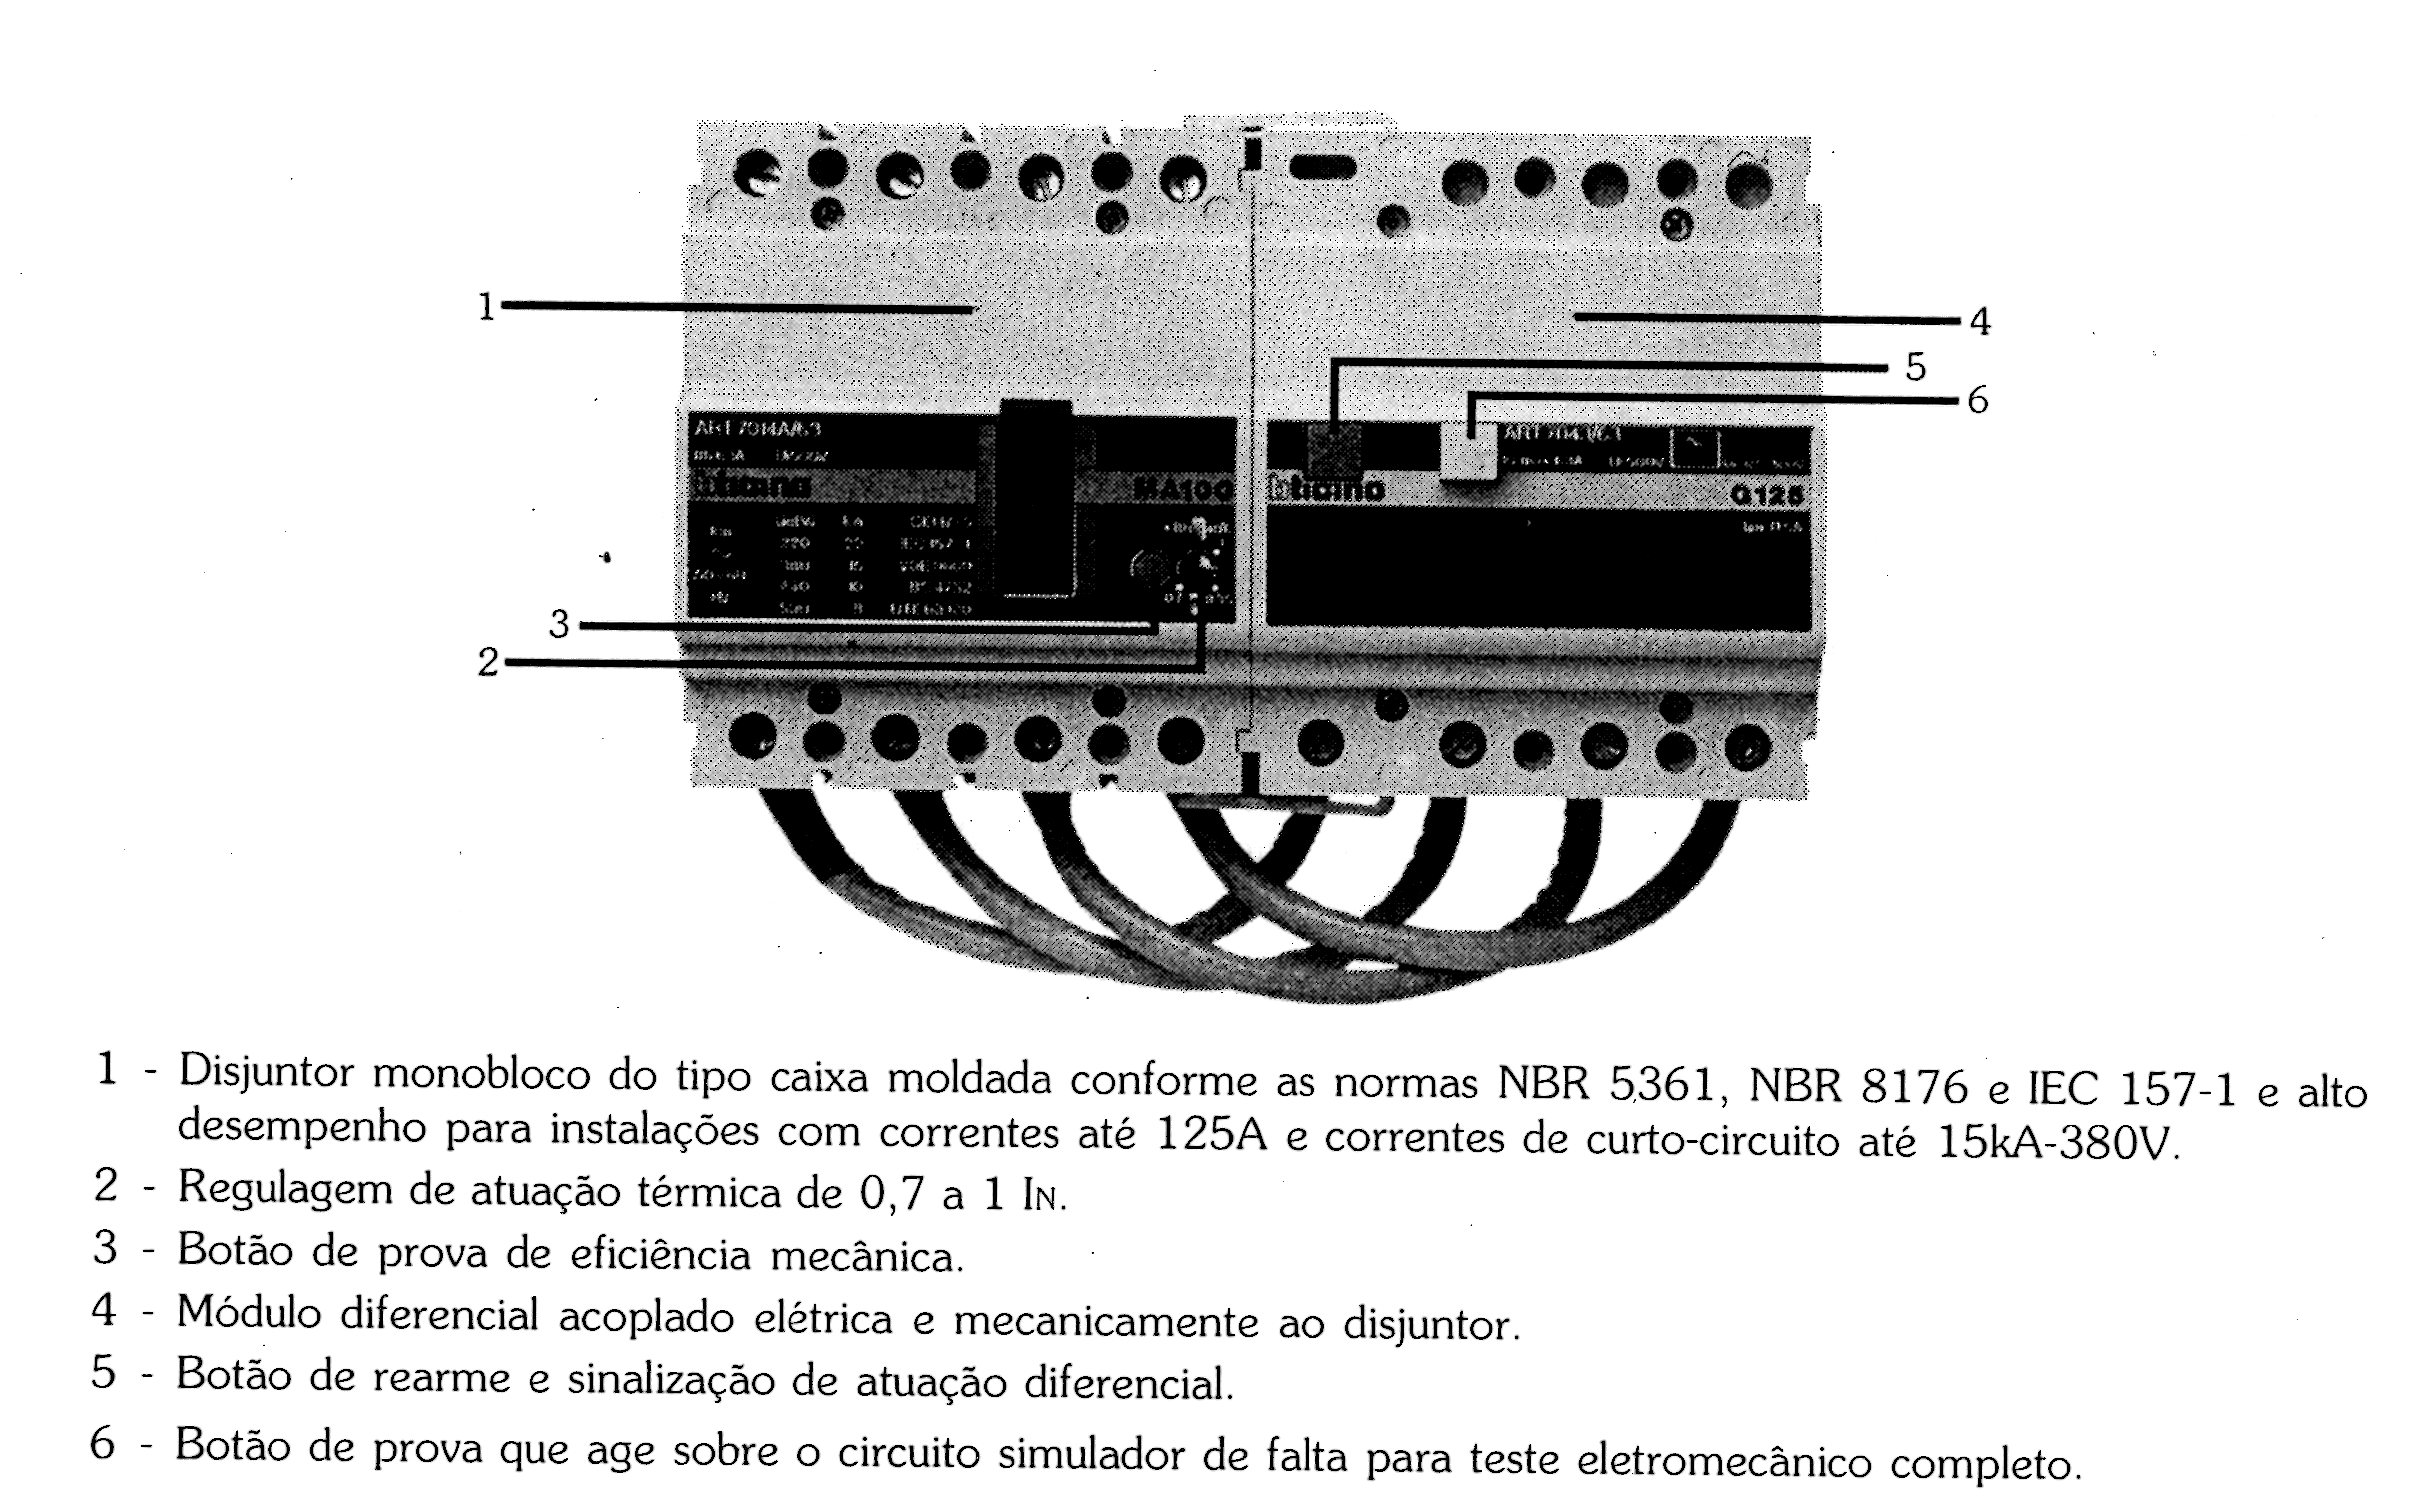 1
4
5
6
bticino
MA100
bticino
G125
3
2
1 - Disjuntor monobloco do tipo caixa moldada conforme as normas NBR 5361, NBR 8176 e IEC 157-1 e alto
desempenho para instalações com correntes até 125A e correntes de curto-circuito até 15kA-380V.
2 - Regulagem de atuação térmica de 0,7 a 1 IN.
3 - Botão de prova de eficiência mecânica.
4 - Módulo diferencial acoplado elétrica e mecanicamente ao disjuntor.
5 - Botão de rearme e sinalização de atuação diferencial.
6 - Botão de prova que age sobre o circuito simulador de falta para teste eletromecânico completo.